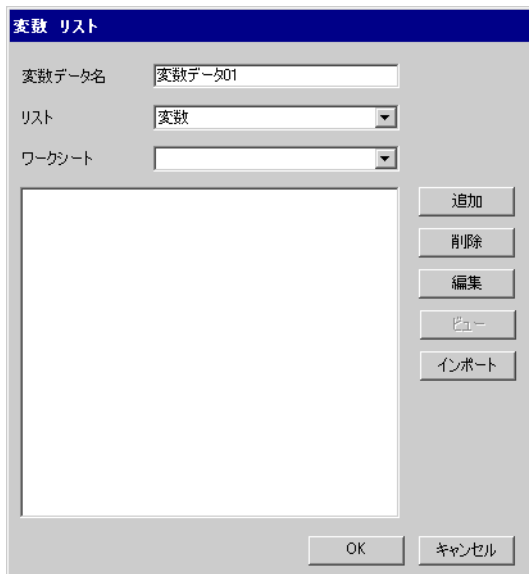 変数 リスト
変数データ名 変数データ01
リスト 変数
ワークシート
追加
削除
編集
ビュー
インポート
OK キャンセル